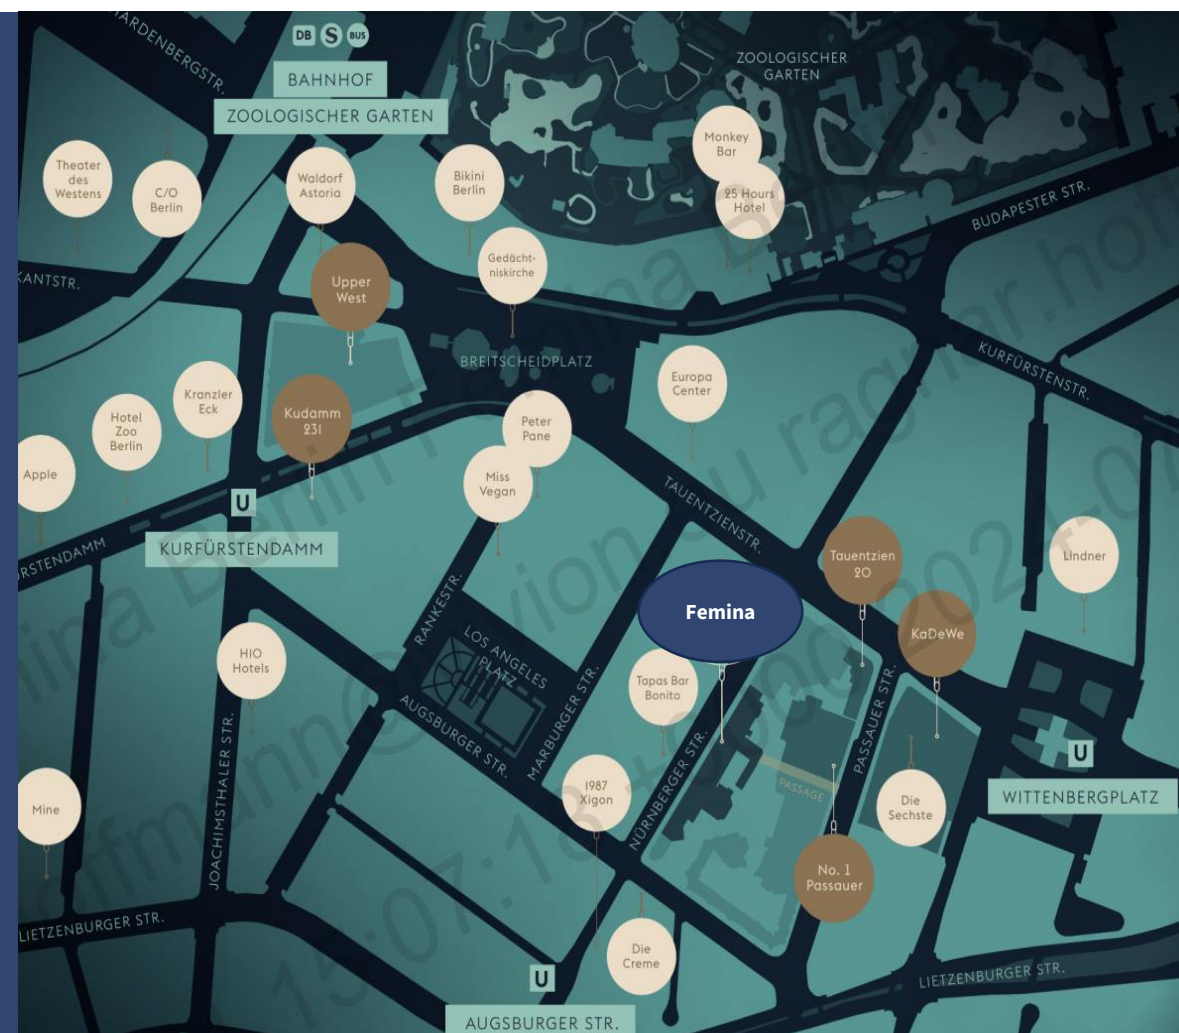 HARDENBERGSTR.
DB S BUS
BAHNHOF
ZOOLOGISCHER GARTEN
ZOOLOGISCHER
GARTEN
Monkey
Bar
Theater
des
Westens
C/O
Berlin
Waldorf
Astoria
Bikini
Berlin
25 Hours
Hotel
BUDAPESTER STR.
Gedächt-
niskirche
KANTSTR.
Upper
West
BREITSCHEIDPLATZ
KURFÜRSTENSTR.
Europa
Center
Kranzler
Eck
Hotel
Zoo
Berlin
Kudamm
231
Peter
Pane
Apple
Miss
Vegan
U
KURFÜRSTENDAMM
RSTENDAMM
TAUENTZIENSTR.
Tauentzien
20
Lindner
Femina
KaDeWe
RANKESTR.
LOS ANGELES
PLATZ
HIO
Hotels
Tapas Bar
Bonito
AUGSBURGER STR.
MARBURGER STR.
PASSAUER STR.
NÜRNBERGER STR.
JOACHIMSTHALER STR.
U
WITTENBERGPLATZ
1987
Xigon
PASSAGE
Die
Sechste
Mine
No. 1
Passauer
LIETZENBURGER STR.
Die
Creme
LIETZENBURGER STR.
U
AUGSBURGER STR.